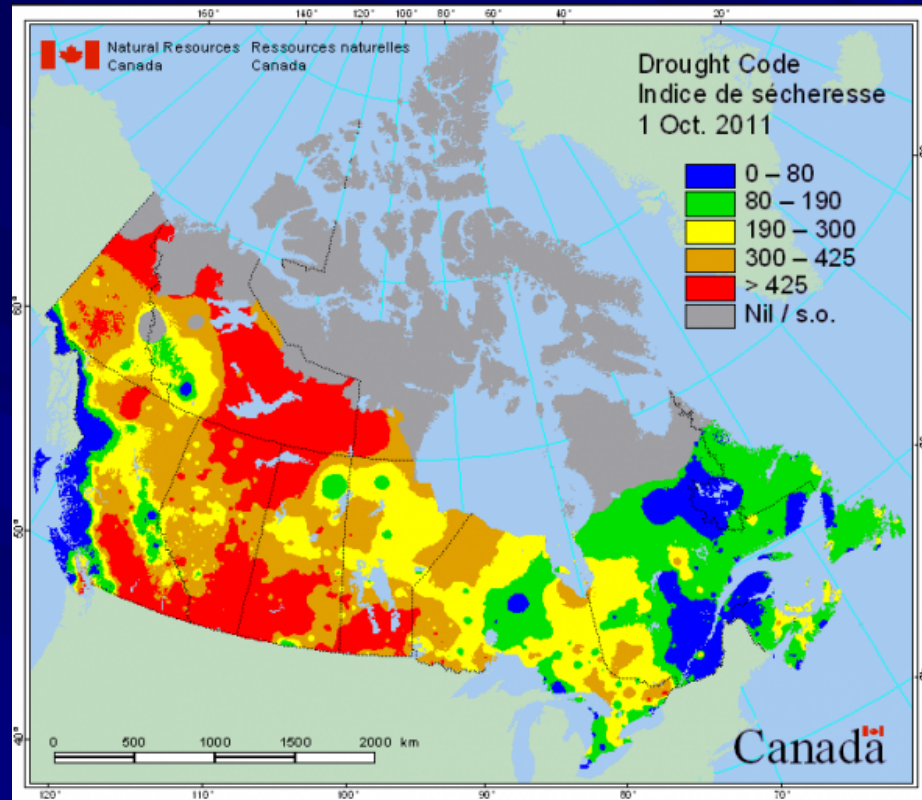 160° 140° 120° 100° 80° 60° 40° 20°
Natural Resources Ressources naturelles
Canada Canada
Drought Code
Indice de sécheresse
1 Oct. 2011
0 – 80
80 – 190
190 – 300
300 – 425
> 425
Nil / s.o.
60°
50°
40°
0 500 1000 1500 2000 km
Canada
120° 110° 100° 90° 80° 70°